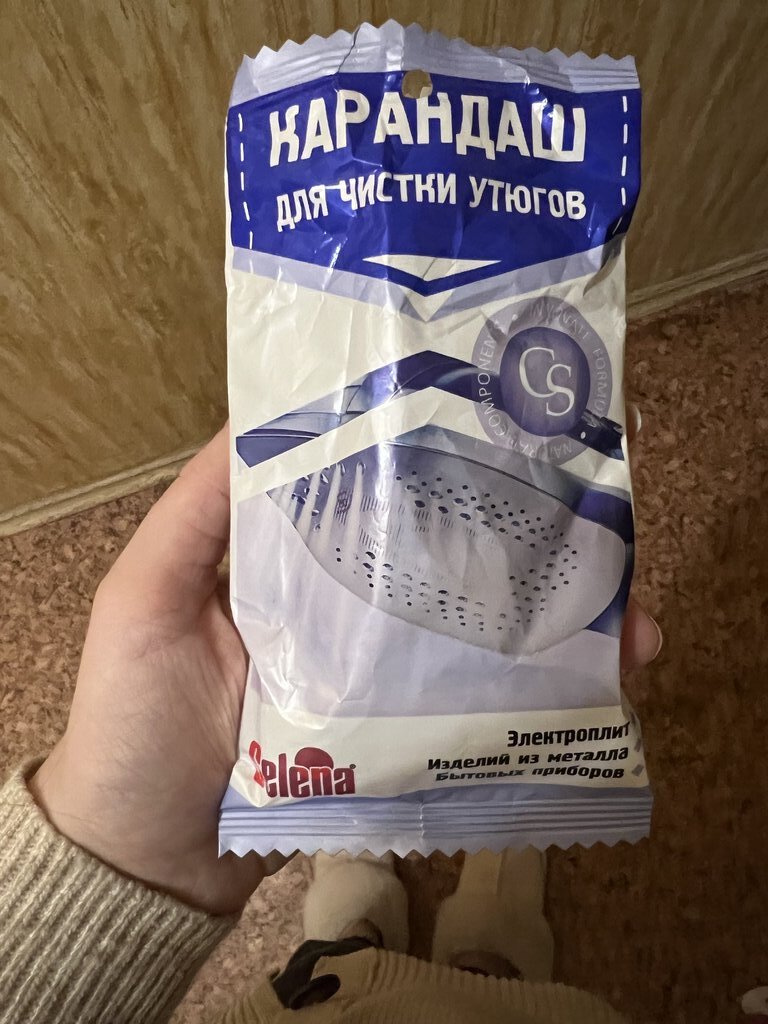 КАРАНДАШ
ДЛЯ ЧИСТКИ УТЮГОВ
CS
Selena®
Электроплит
Изделий из металла
Бытовых приборов